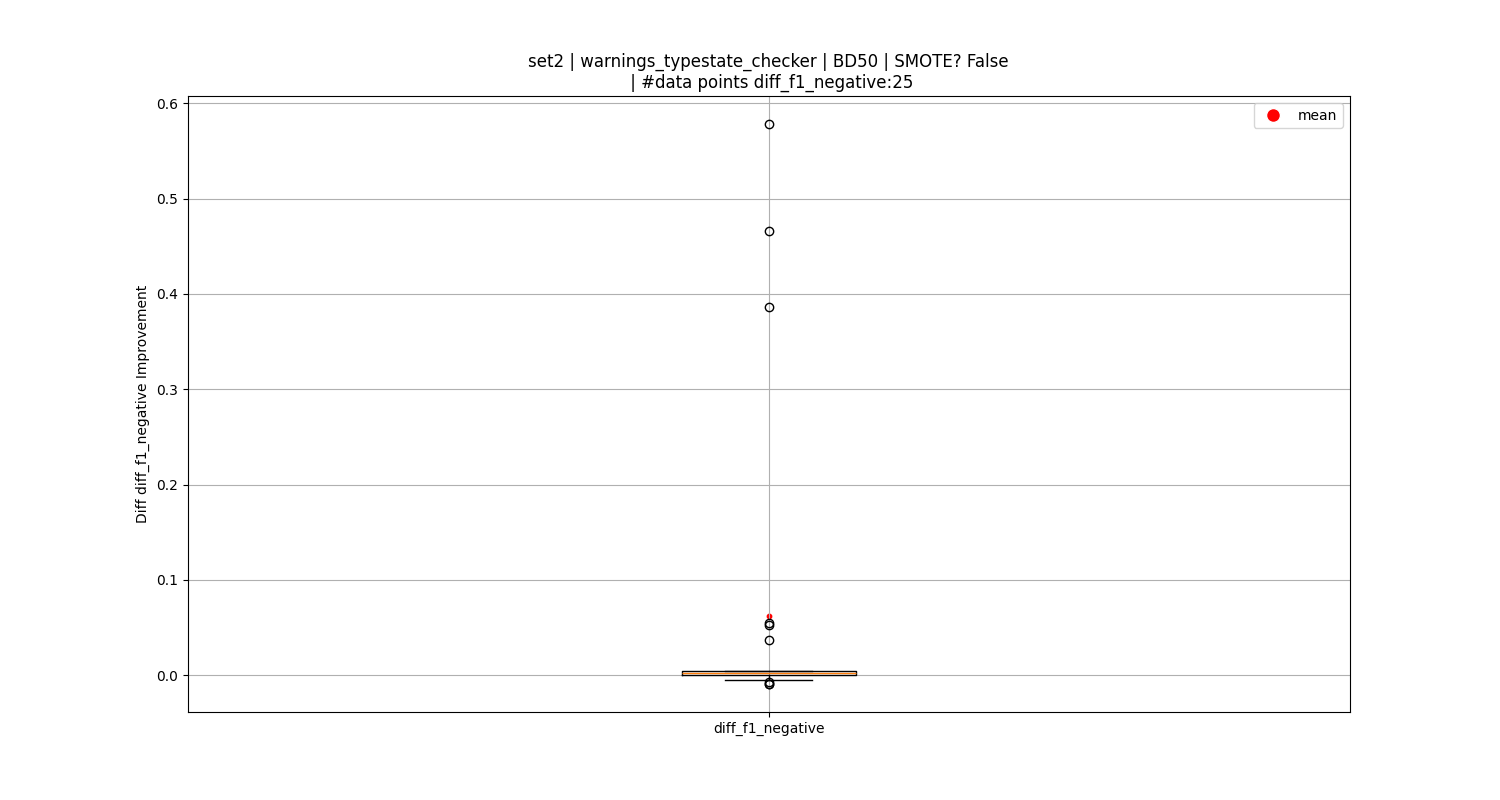 set2 | warnings_typestate_checker | BD50 | SMOTE? False
| #data points diff_f1_negative:25
mean
0.6
0.5
0.4
0.3
0.2
0.1
0.0
Diff diff_f1_negative Improvement
diff_f1_negative